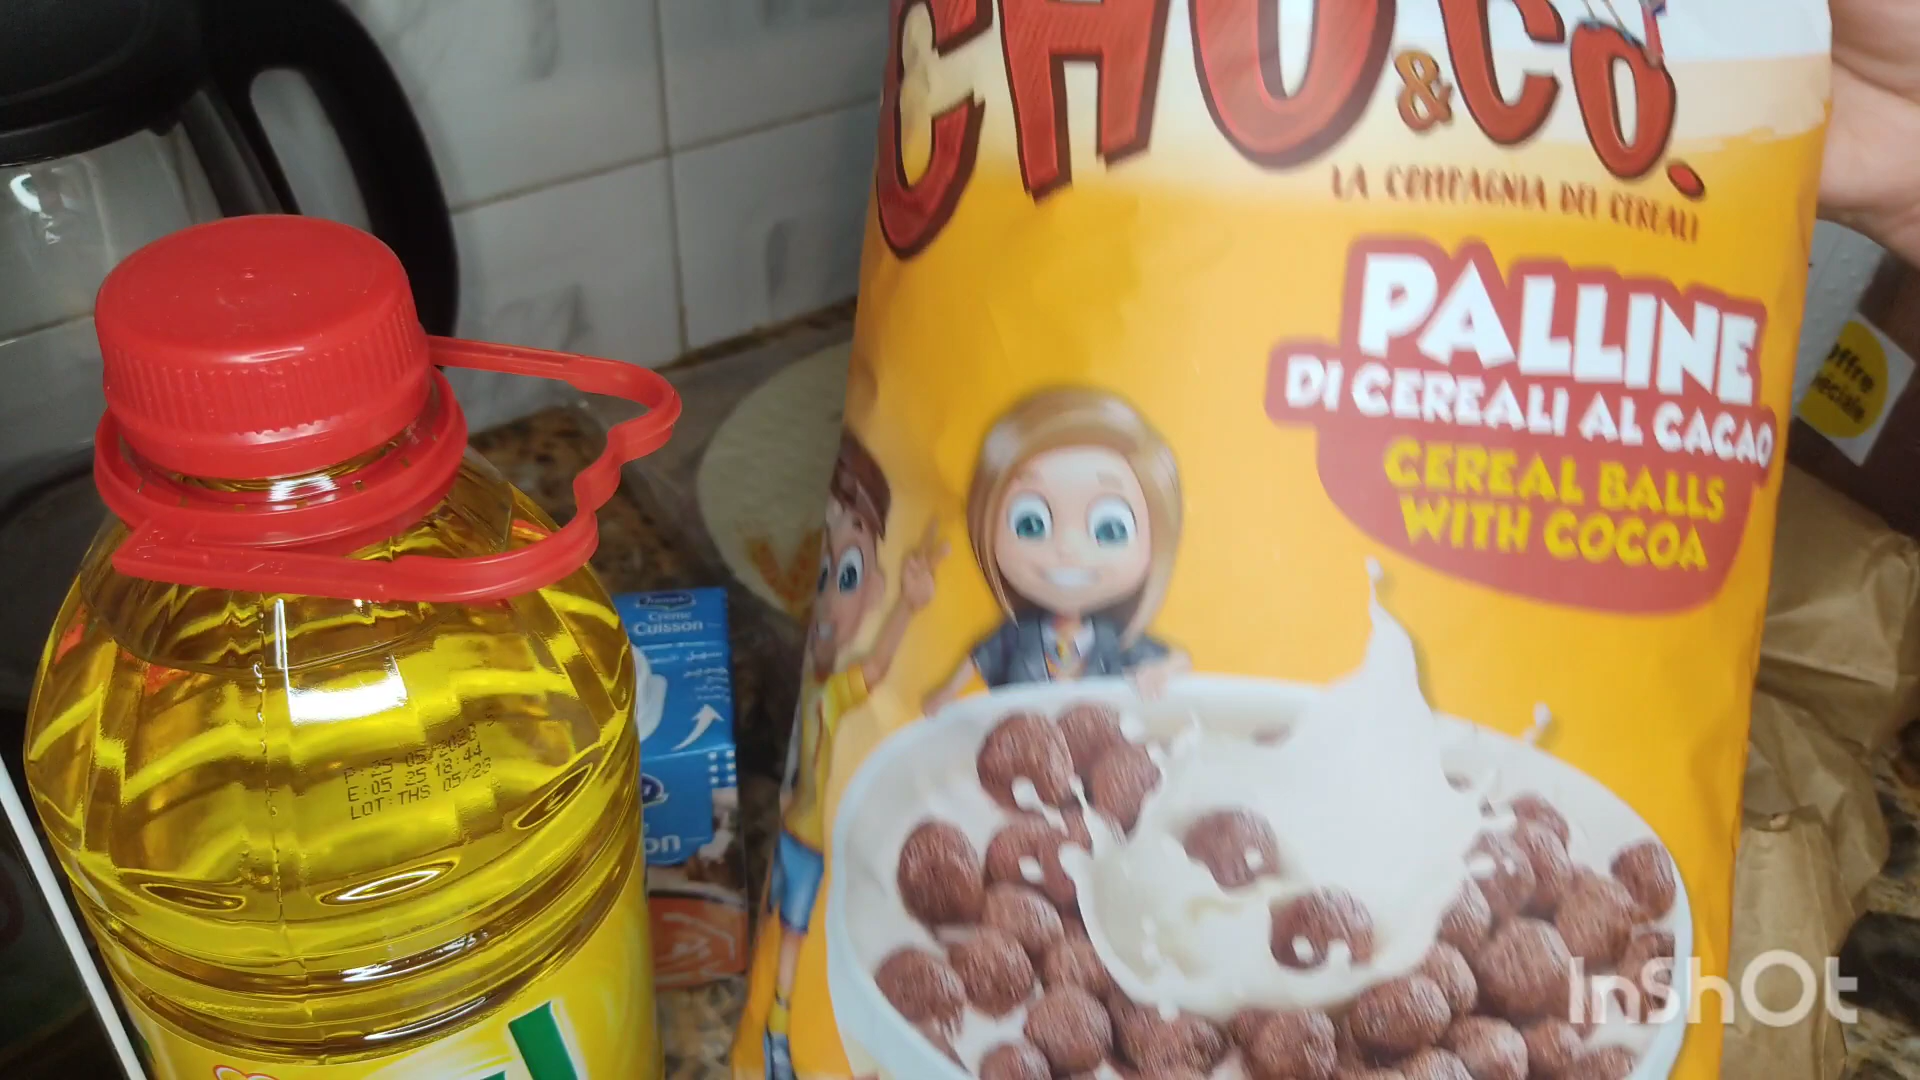 CHO & CO.
LA COMPAGNIA DEI CEREALI
PALLINE
DI CEREALI AL CACAO
CEREAL BALLS
WITH COCOA
Crème
Cuisson
P: 25 05/2023
E: 05 25 18:44
LOT: THS 05/23
InShOt